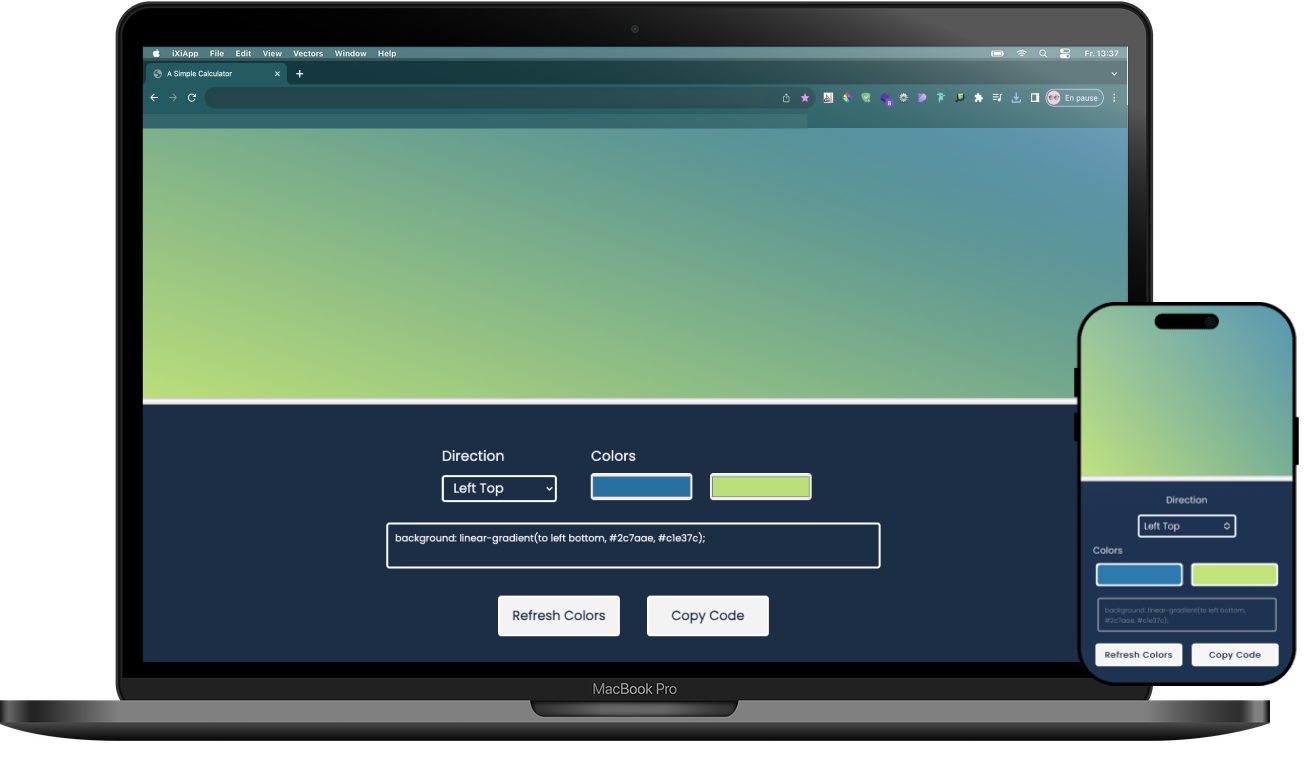 iXiApp File Edit View Vectors Window Help Fr. 13:37
A Simple Calculator
En pause
Direction Colors
Left Top
background: linear-gradient(to left bottom, #2c7aae, #c1e37c);
Refresh Colors Copy Code
MacBook Pro
Direction
Left Top
Colors
background: linear-gradient(to left bottom,
#2c7aae, #c1e37c);
Refresh Colors Copy Code